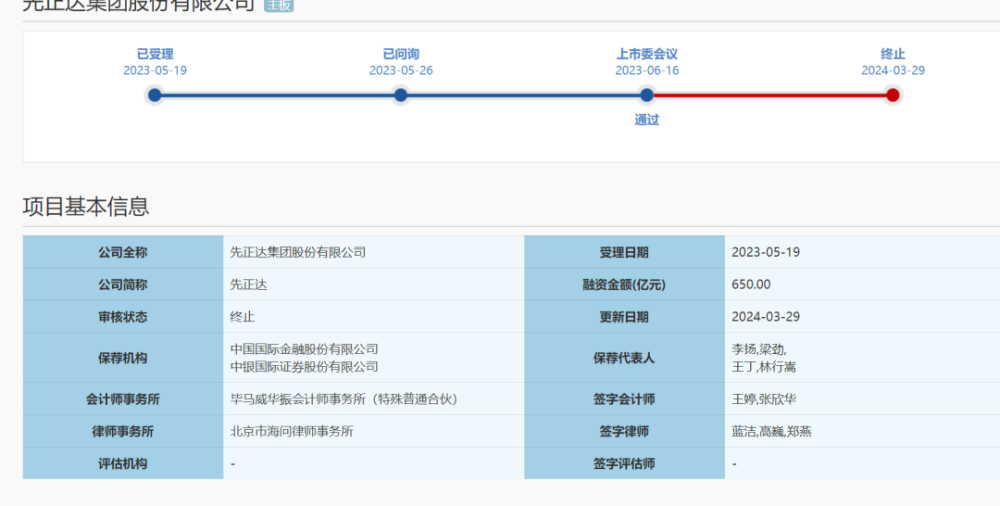 先正达集团股份有限公司 主板
已受理 已问询 上市委会议 终止
2023-05-19 2023-05-26 2023-06-16 2024-03-29
通过
项目基本信息
公司全称 先正达集团股份有限公司 受理日期 2023-05-19
公司简称 先正达 融资金额(亿元) 650.00
审核状态 终止 更新日期 2024-03-29
保荐机构 中国国际金融股份有限公司 保荐代表人 李扬,梁劲,
中银国际证券股份有限公司 王丁,林行嵩
会计师事务所 毕马威华振会计师事务所（特殊普通合伙） 签字会计师 王婷,张欣华
律师事务所 北京市海问律师事务所 签字律师 蓝洁,高巍,郑燕
评估机构 - 签字评估师 -